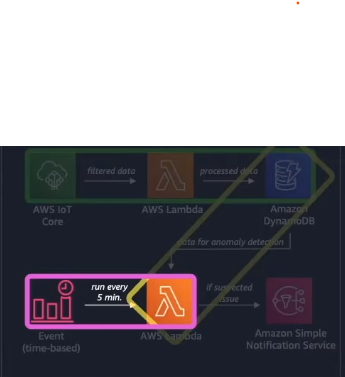 filtered data
processed data
AWS IoT
Core
AWS Lambda
Amazon
DynamoDB
data for anomaly detection
run every
5 min.
if suspected
issue
Event
(time-based)
AWS Lambda
Amazon Simple
Notification Service